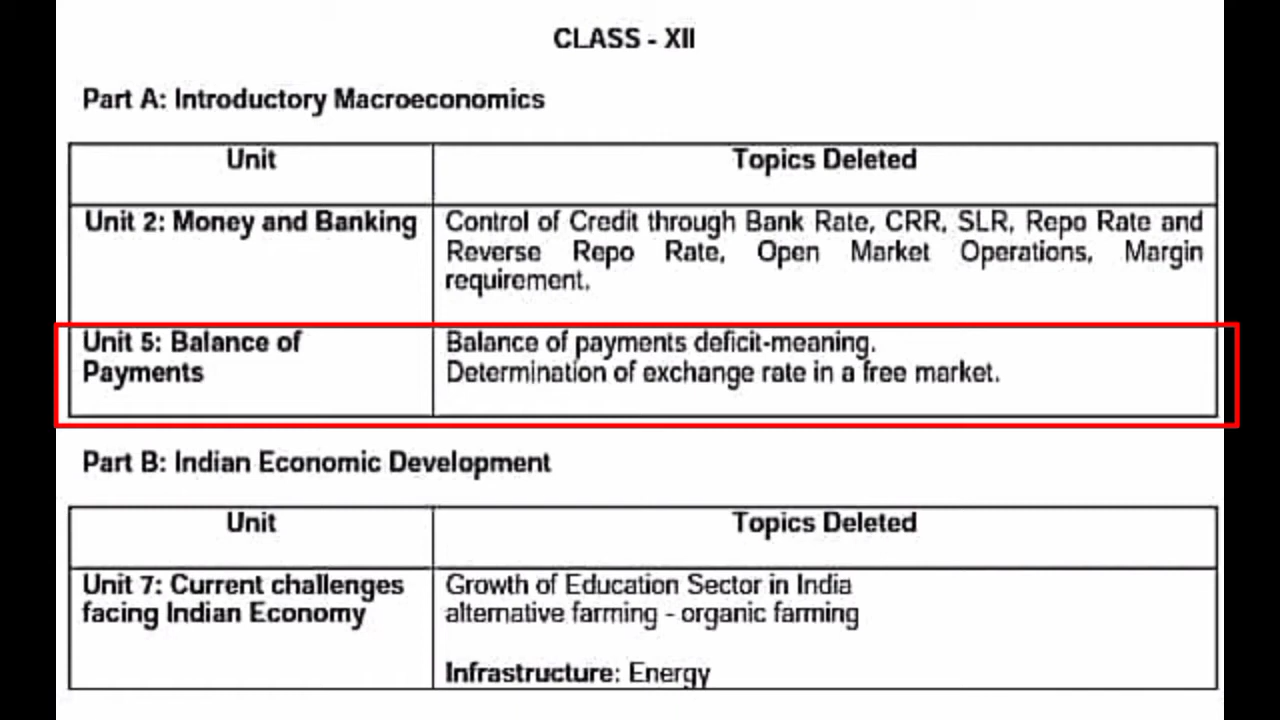 CLASS - XII
Part A: Introductory Macroeconomics
Unit
Topics Deleted
Unit 2: Money and Banking
Control of Credit through Bank Rate, CRR, SLR, Repo Rate and
Reverse Repo Rate, Open Market Operations, Margin
requirement.
Unit 5: Balance of
Payments
Balance of payments deficit-meaning.
Determination of exchange rate in a free market.
Part B: Indian Economic Development
Unit
Topics Deleted
Unit 7: Current challenges
facing Indian Economy
Growth of Education Sector in India
alternative farming - organic farming
Infrastructure: Energy